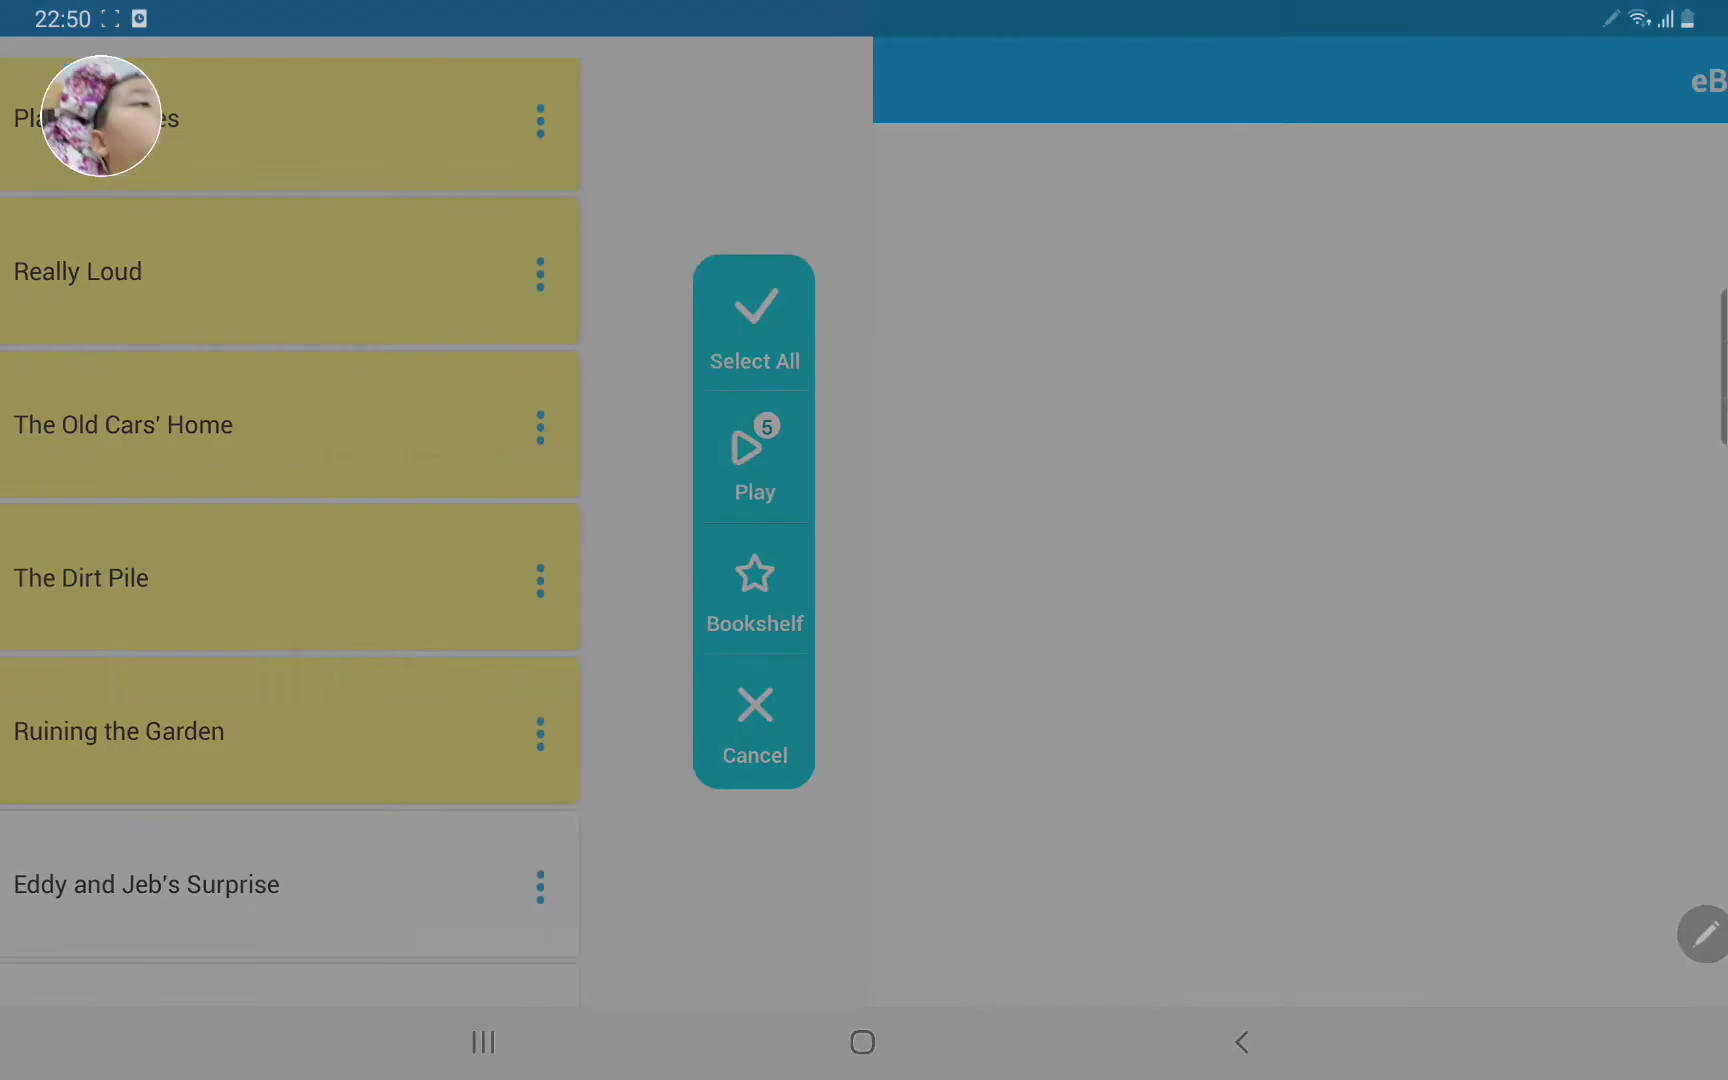 22:50
eB
Really Loud
The Old Cars' Home
The Dirt Pile
Ruining the Garden
Eddy and Jeb's Surprise
Select All
5
Play
Bookshelf
Cancel